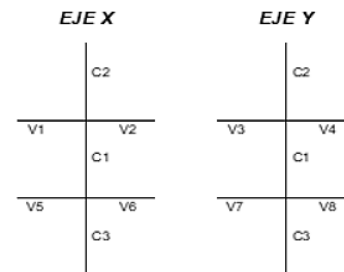 EJE X EJE Y
C2 C2
V1 V2 V3 V4
C1 C1
V5 V6 V7 V8
C3 C3